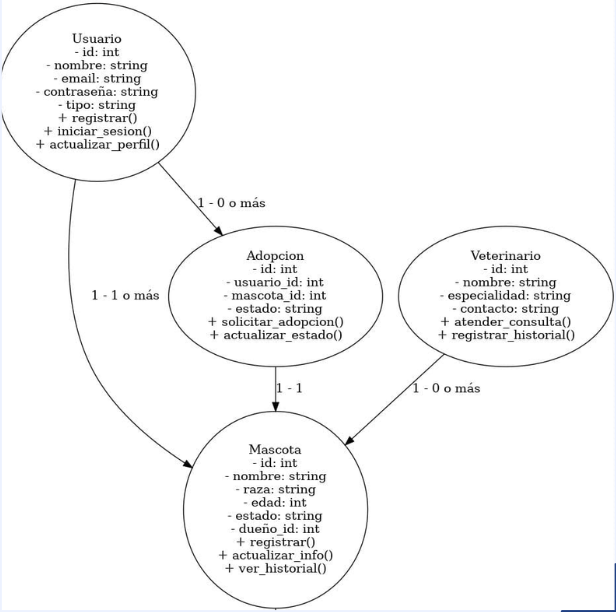 Usuario
- id: int
- nombre: string
- email: string
- contraseña: string
- tipo: string
+ registrar()
+ iniciar_sesion()
+ actualizar_perfil()
1 - 0 o más
Adopcion
- id: int
- usuario_id: int
- mascota_id: int
- estado: string
+ solicitar_adopcion()
+ actualizar_estado()
Veterinario
- id: int
- nombre: string
- especialidad: string
- contacto: string
+ atender_consulta()
+ registrar_historial()
1 - 1 o más
1 - 1
1 - 0 o más
Mascota
- id: int
- nombre: string
- raza: string
- edad: int
- estado: string
- dueño_id: int
+ registrar()
+ actualizar_info()
+ ver_historial()